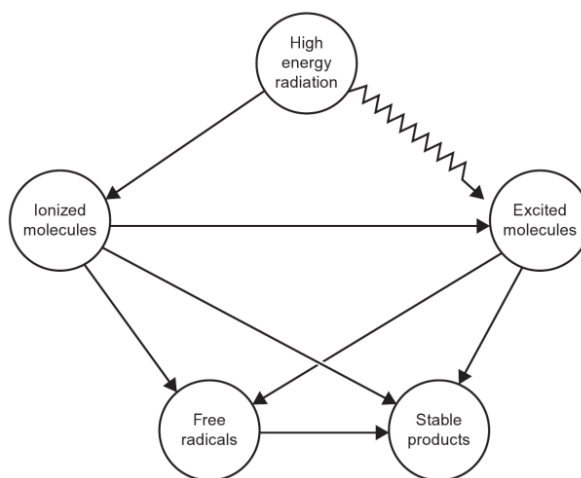 High
energy
radiation
Ionized
molecules
Excited
molecules
Free
radicals
Stable
products